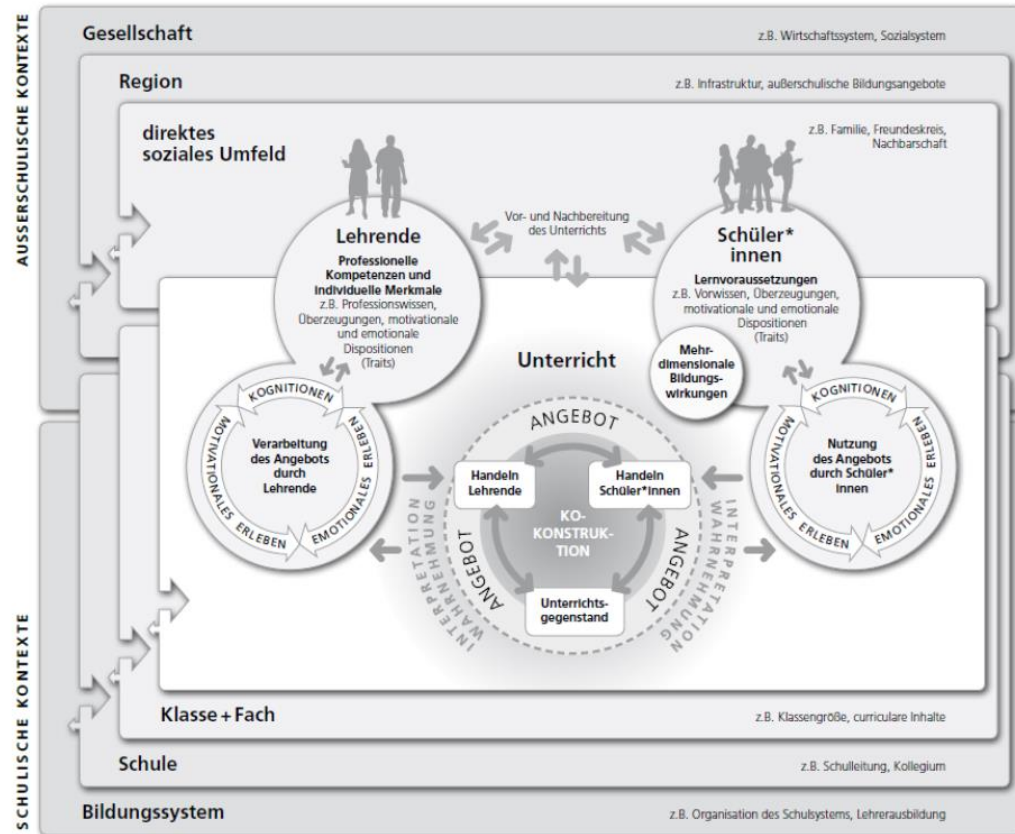 AUSSERSCHULISCHE KONTEXTE
Gesellschaft
z.B. Wirtschaftssystem, Sozialsystem
Region
z.B. Infrastruktur, außerschulische Bildungsangebote
direktes
soziales Umfeld
z.B. Familie, Freundeskreis,
Nachbarschaft
Lehrende
Professionelle
Kompetenzen und
individuelle Merkmale
z.B. Professionswissen,
Überzeugungen, motivationale
und emotionale
Dispositionen
(Traits)
Vor- und Nachbereitung
des Unterrichts
Schüler*
innen
Lernvoraussetzungen
z.B. Vorwissen, Überzeugungen,
motivationale und emotionale
Dispositionen
(Traits)
Mehr-
dimensionale
Bildungs-
wirkungen
Unterricht
KOGNITIONEN
MOTIVATIONALES ERLEBEN
EMOTIONALES ERLEBEN
Verarbeitung
des Angebots
durch
Lehrende
INTERPRETATION
WAHRNEHMUNG
ANGEBOT
ANGEBOT
ANGEBOT
Handeln
Lehrende
Handeln
Schüler*innen
KO-
KONSTRUK-
TION
Unterrichts-
gegenstand
INTERPRETATION
WAHRNEHMUNG
KOGNITIONEN
MOTIVATIONALES ERLEBEN
EMOTIONALES ERLEBEN
Nutzung
des Angebots
durch Schüler*
innen
SCHULISCHE KONTEXTE
Klasse + Fach
z.B. Klassengröße, curriculare Inhalte
Schule
z.B. Schulleitung, Kollegium
Bildungssystem
z.B. Organisation des Schulsystems, Lehrerausbildung